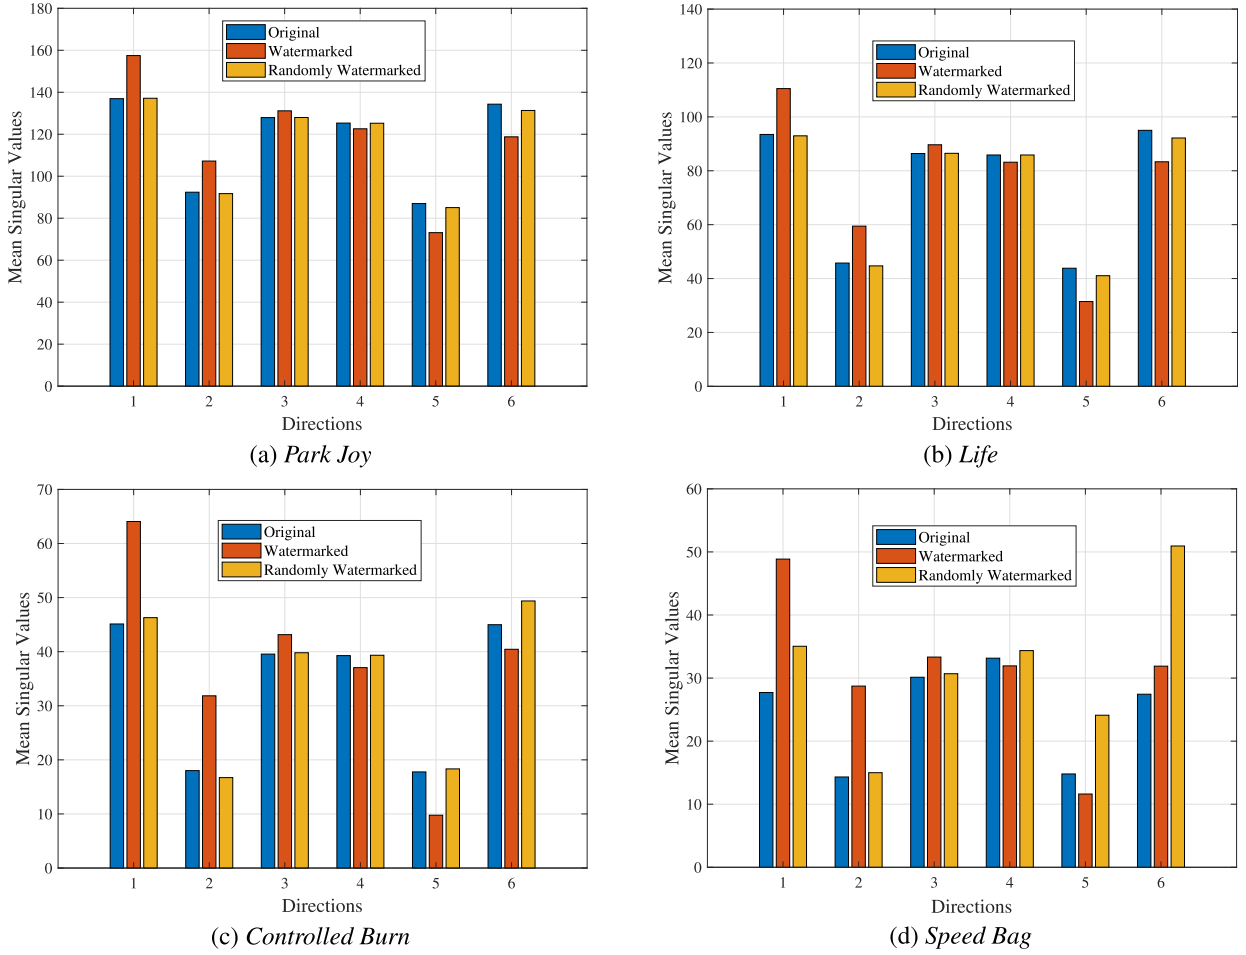 180
160
140
120
100
80
60
40
20
0
Mean Singular Values
Original
Watermarked
Randomly Watermarked
1 2 3 4 5 6
Directions
(a) Park Joy
140
120
100
80
60
40
20
0
Mean Singular Values
Original
Watermarked
Randomly Watermarked
1 2 3 4 5 6
Directions
(b) Life
70
60
50
40
30
20
10
0
Mean Singular Values
Original
Watermarked
Randomly Watermarked
1 2 3 4 5 6
Directions
(c) Controlled Burn
60
50
40
30
20
10
0
Mean Singular Values
Original
Watermarked
Randomly Watermarked
1 2 3 4 5 6
Directions
(d) Speed Bag